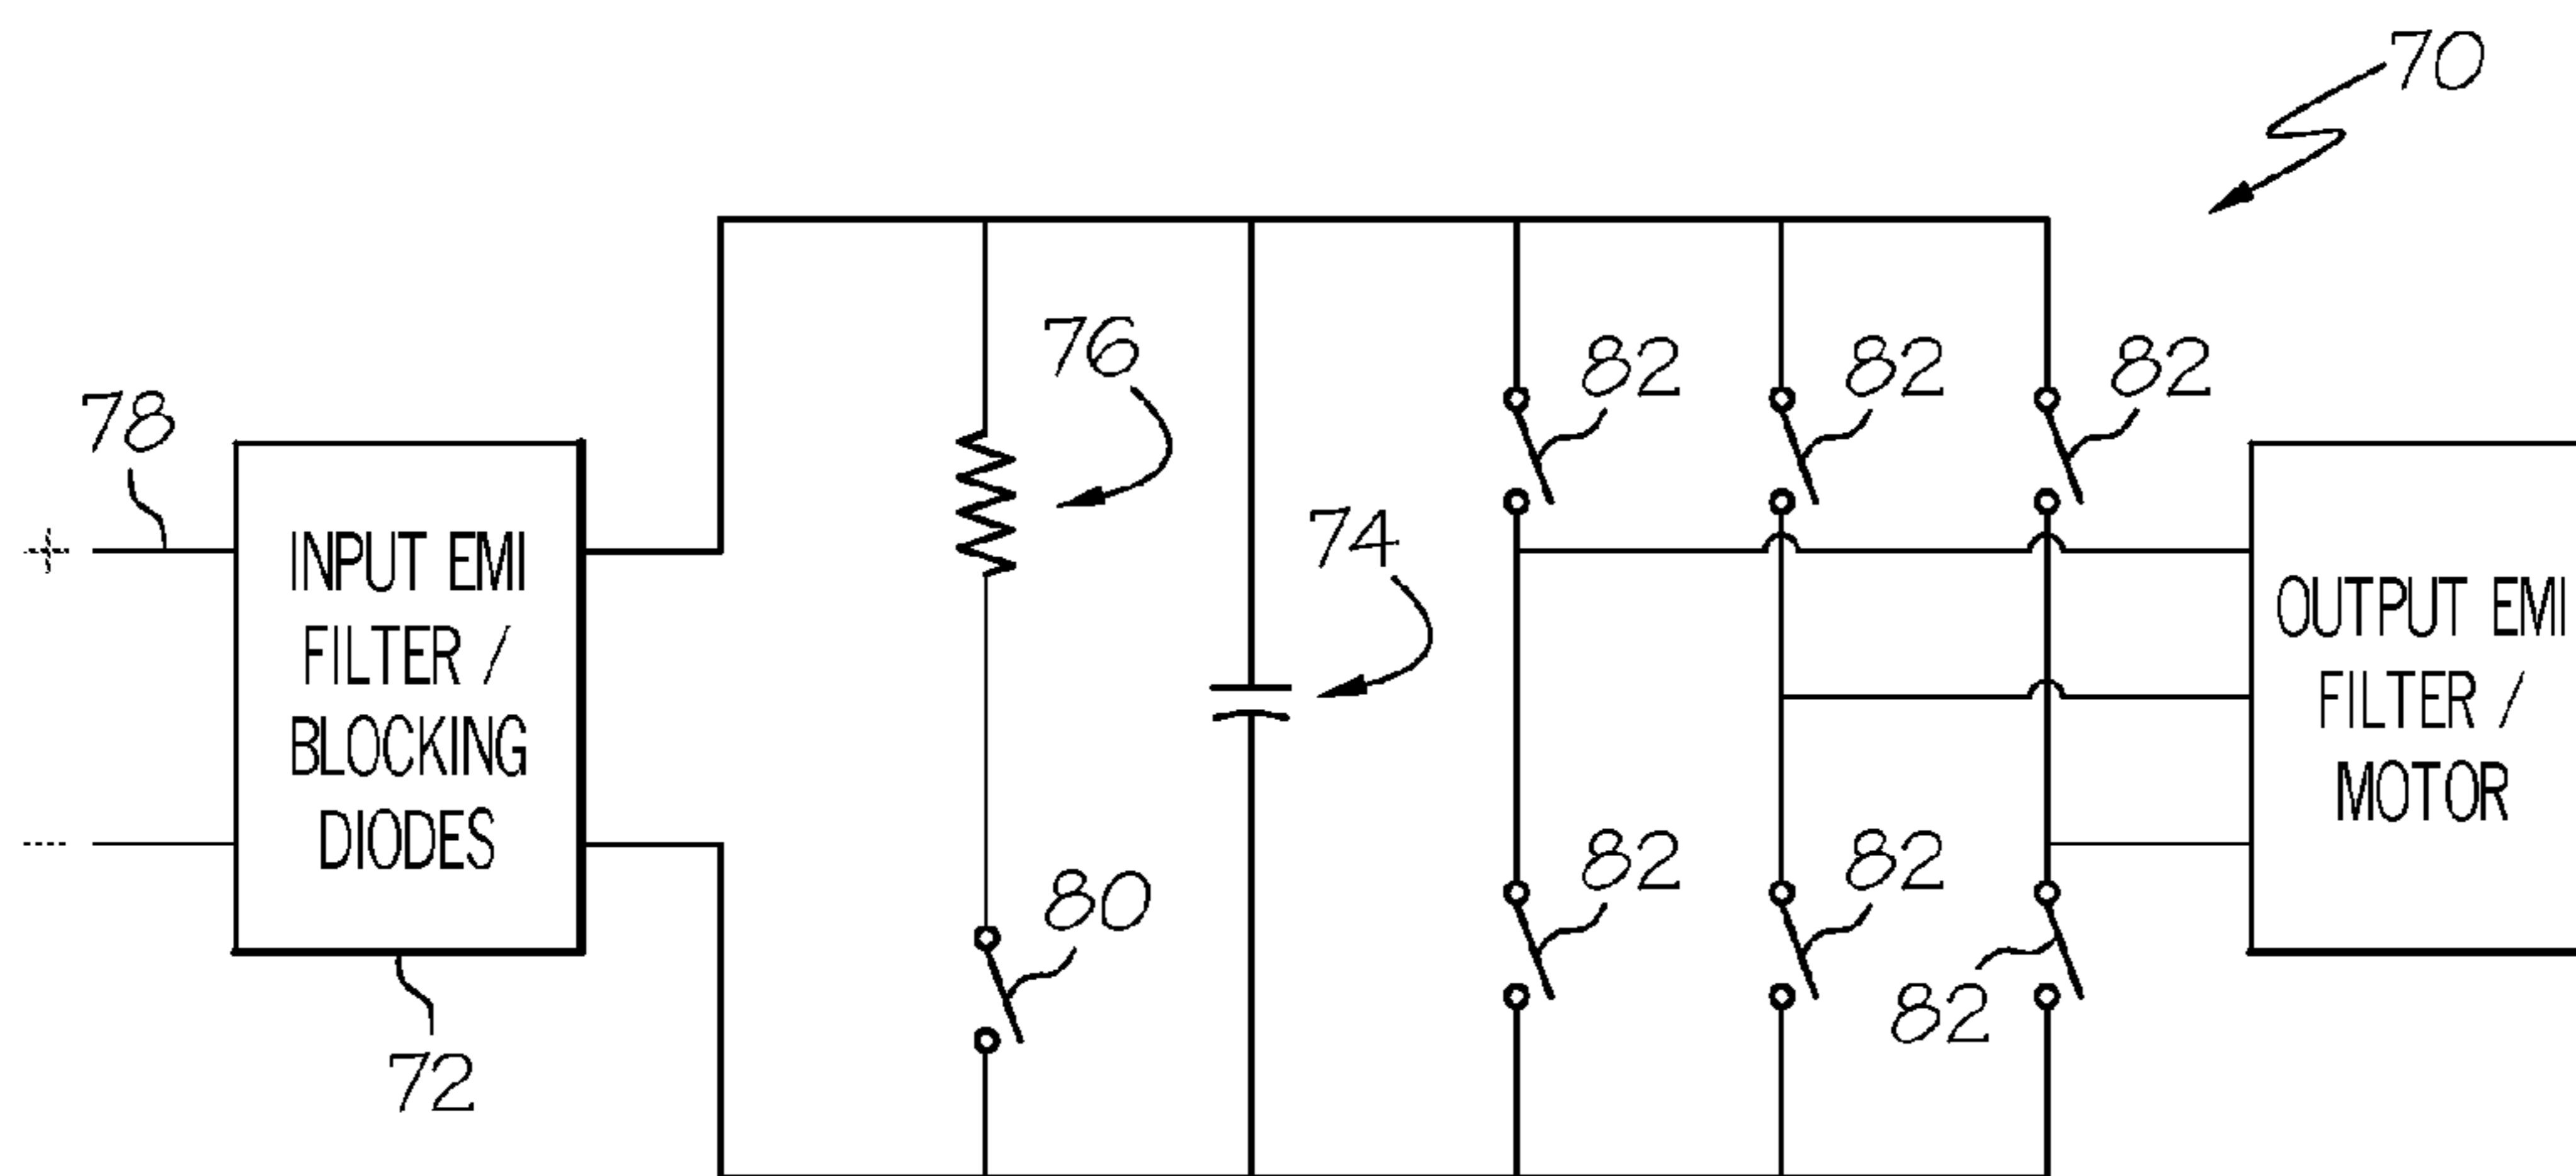 70
76
82
82
82
78
74
INPUT EMI
FILTER /
BLOCKING
DIODES
OUTPUT EMI
FILTER /
MOTOR
+
-
80
82
82
82
72